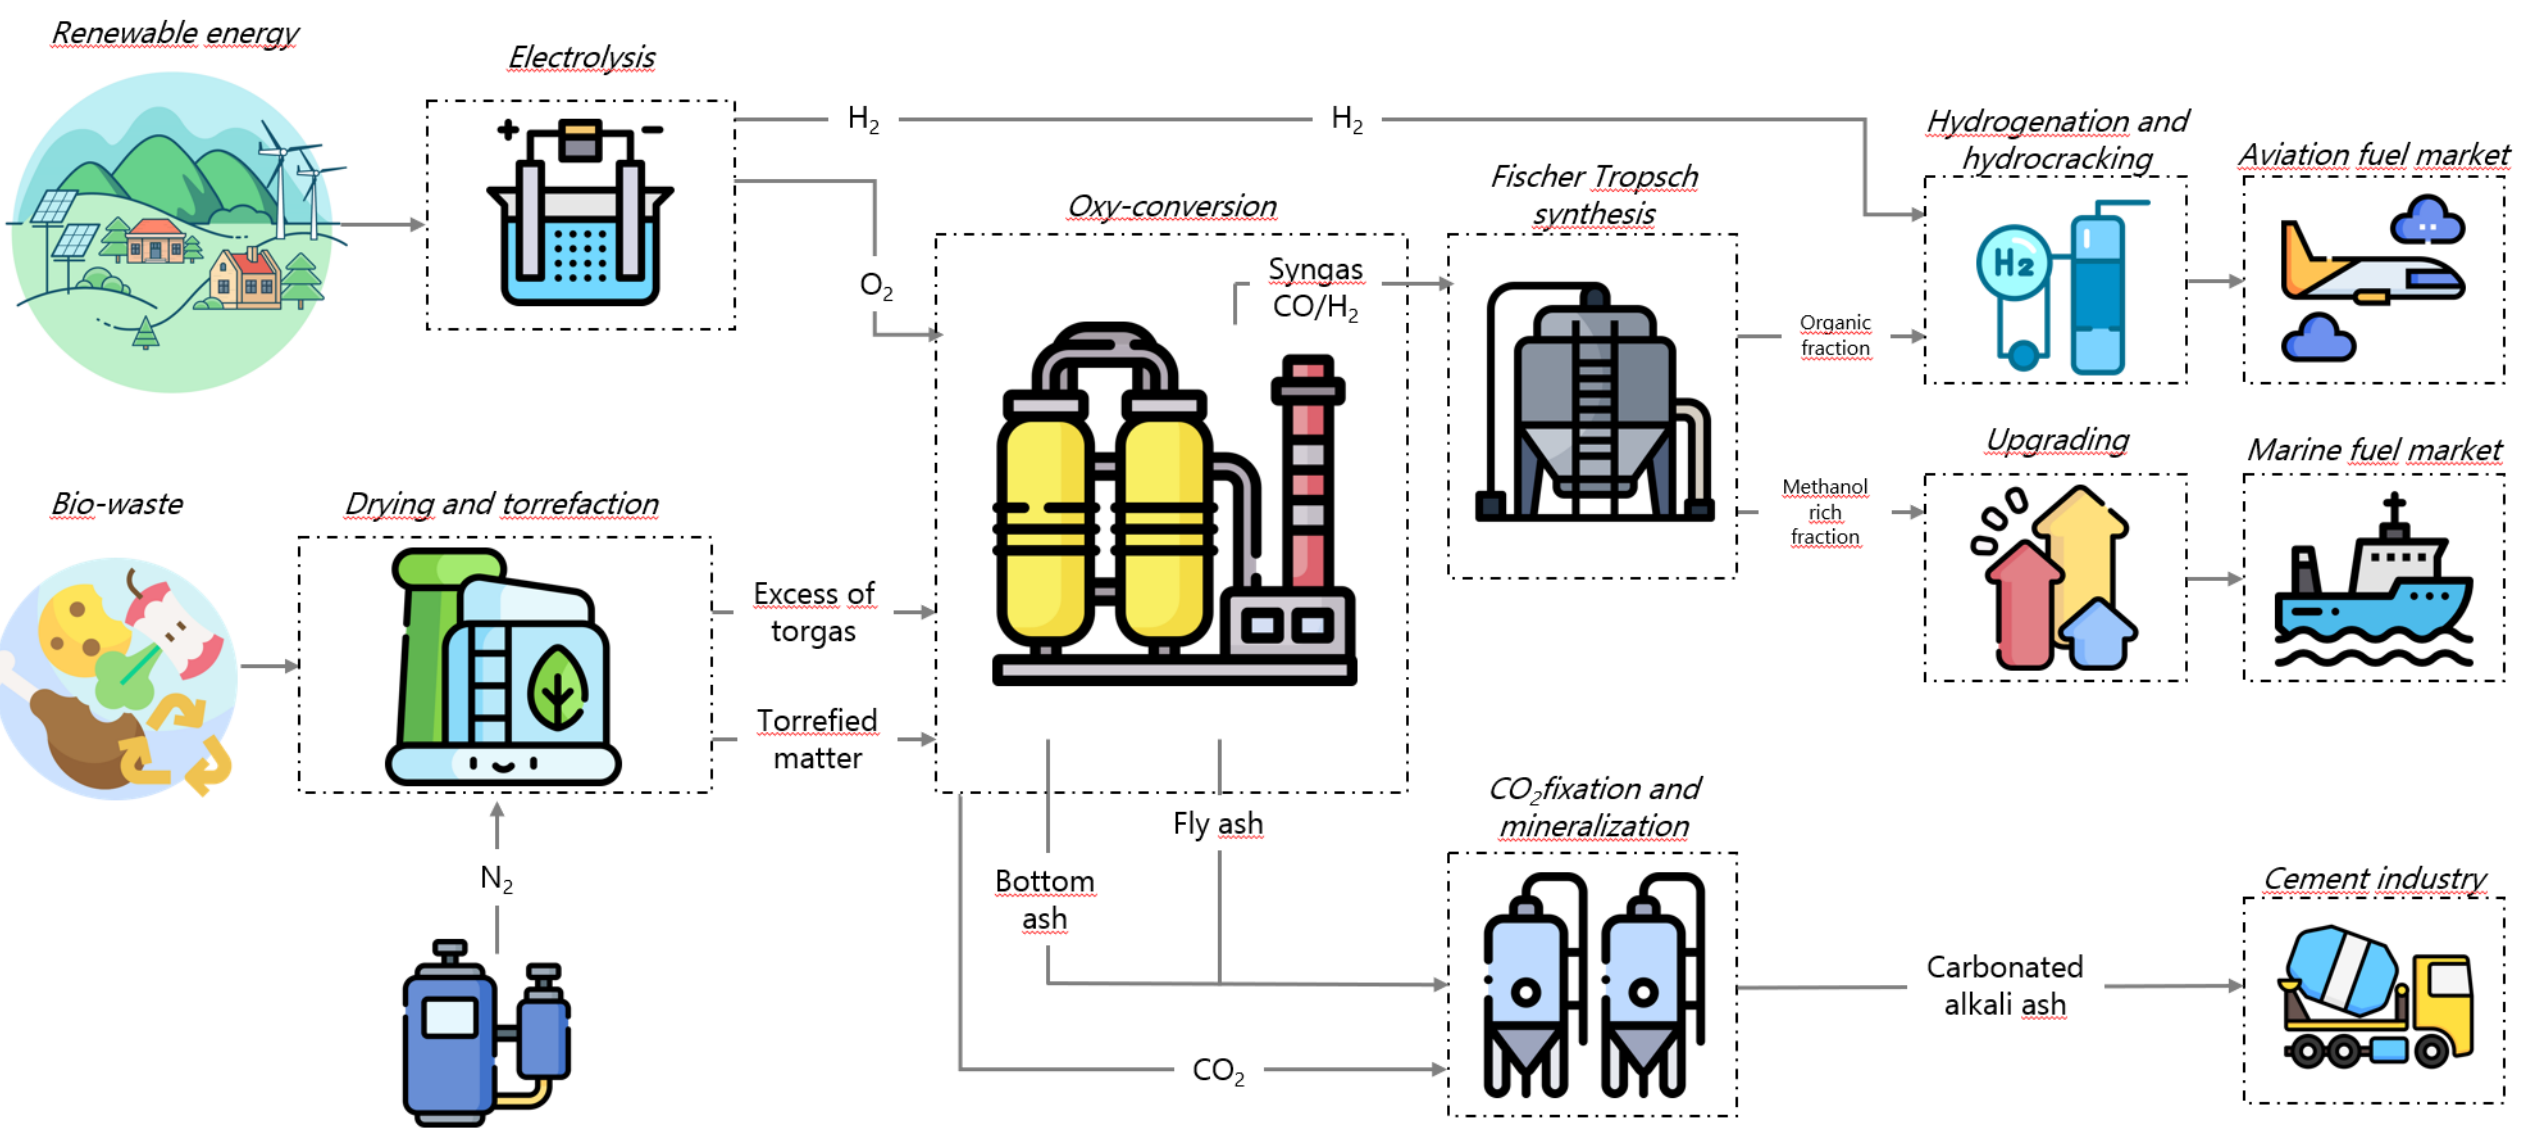 Renewable energy
Electrolysis
H₂
H₂
Hydrogenation and
hydrocracking
Aviation fuel market
Fischer Tropsch
synthesis
Oxy-conversion
O₂
Syngas
CO/H₂
H₂
Organic
fraction
Upgrading
Marine fuel market
Methanol
rich
fraction
Bio-waste
Drying and torrefaction
Excess of
torgas
Torrefied
matter
CO₂fixation and
mineralization
Fly ash
N₂
Bottom
ash
Cement industry
Carbonated
alkali ash
CO₂